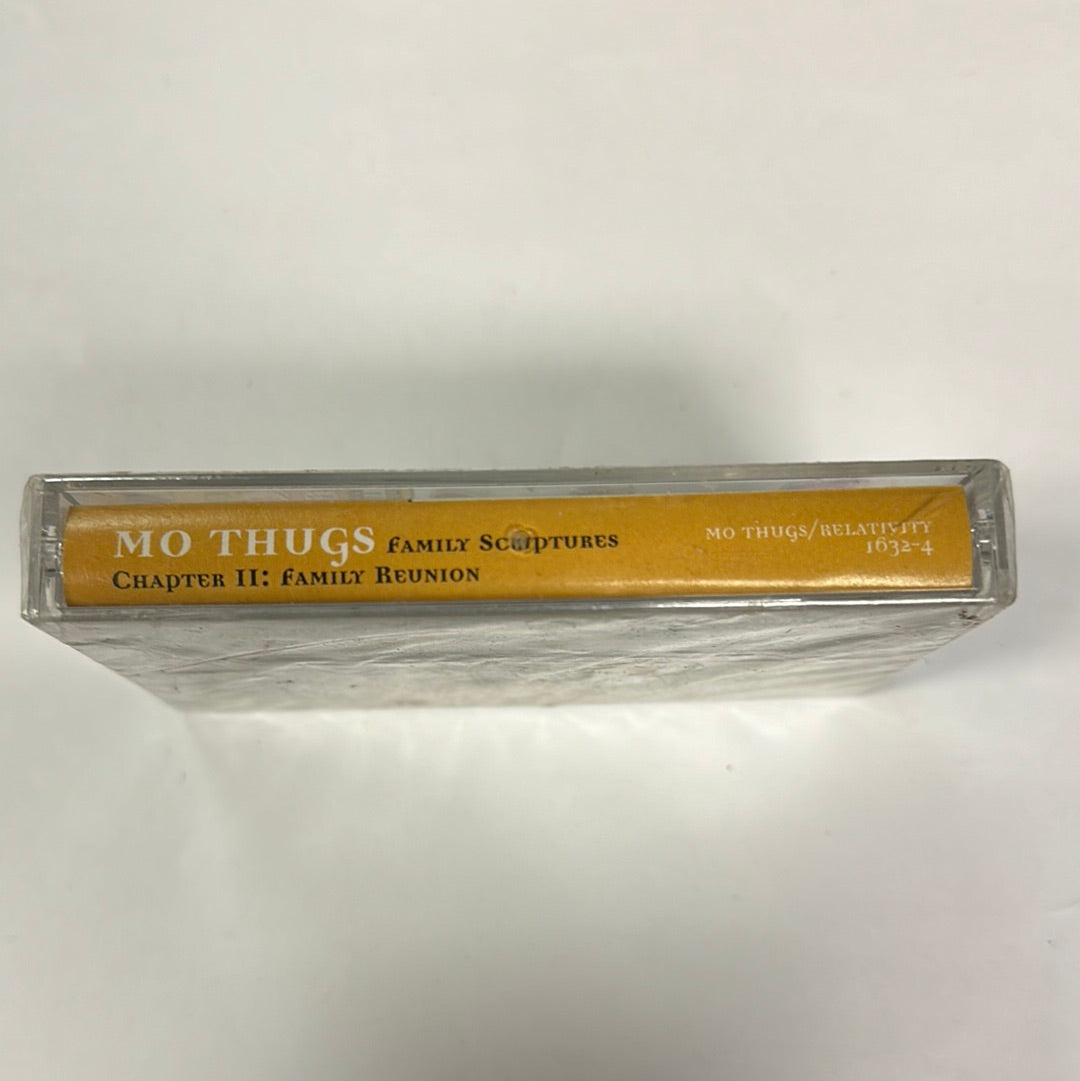 MO THUGS FAMILY SCRIPTURES
CHAPTER II: FAMILY REUNION
MO THUGS/RELATIVITY
1632-4